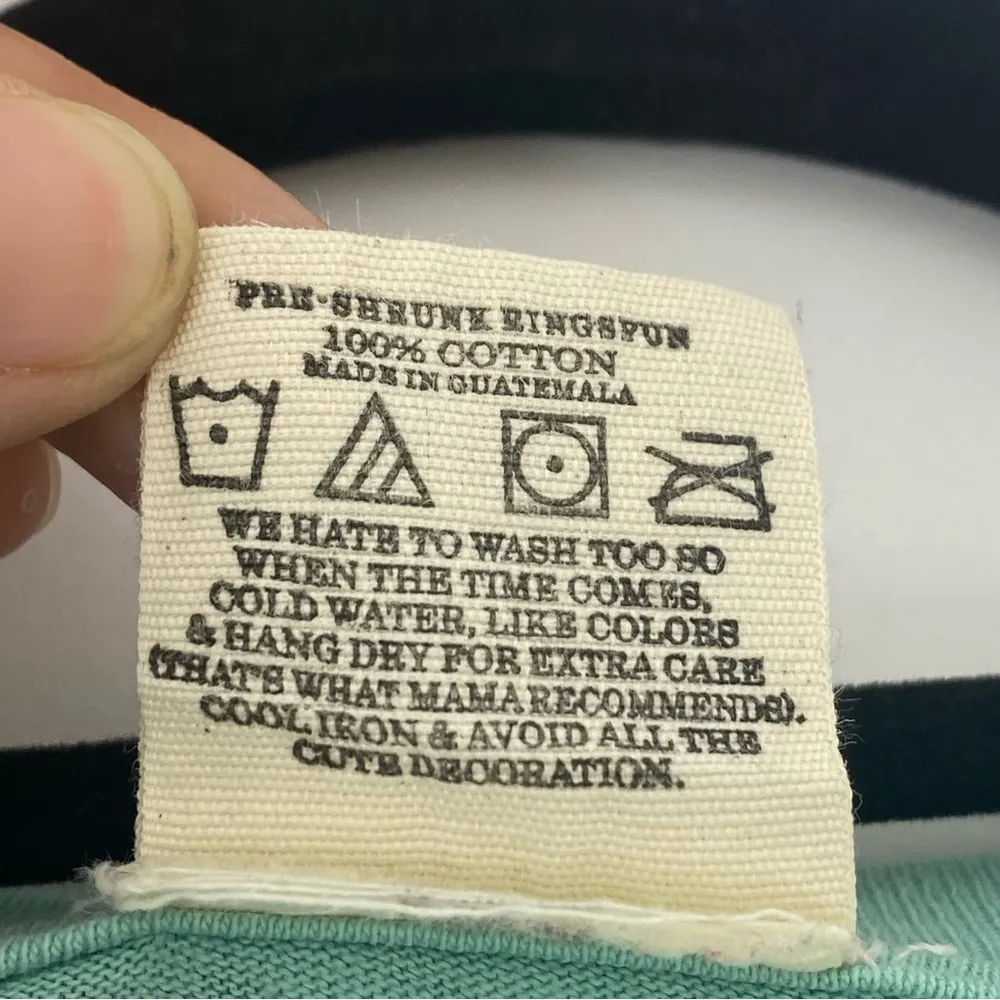 PRE-SHRUNK RINGSPUN
100% COTTON
MADE IN GUATEMALA
WE HATE TO WASH TOO SO
WHEN THE TIME COMES,
COLD WATER, LIKE COLORS
& HANG DRY FOR EXTRA CARE
(THAT'S WHAT MAMA RECOMMENDS).
COOL IRON & AVOID ALL THE
CUTE DECORATION.